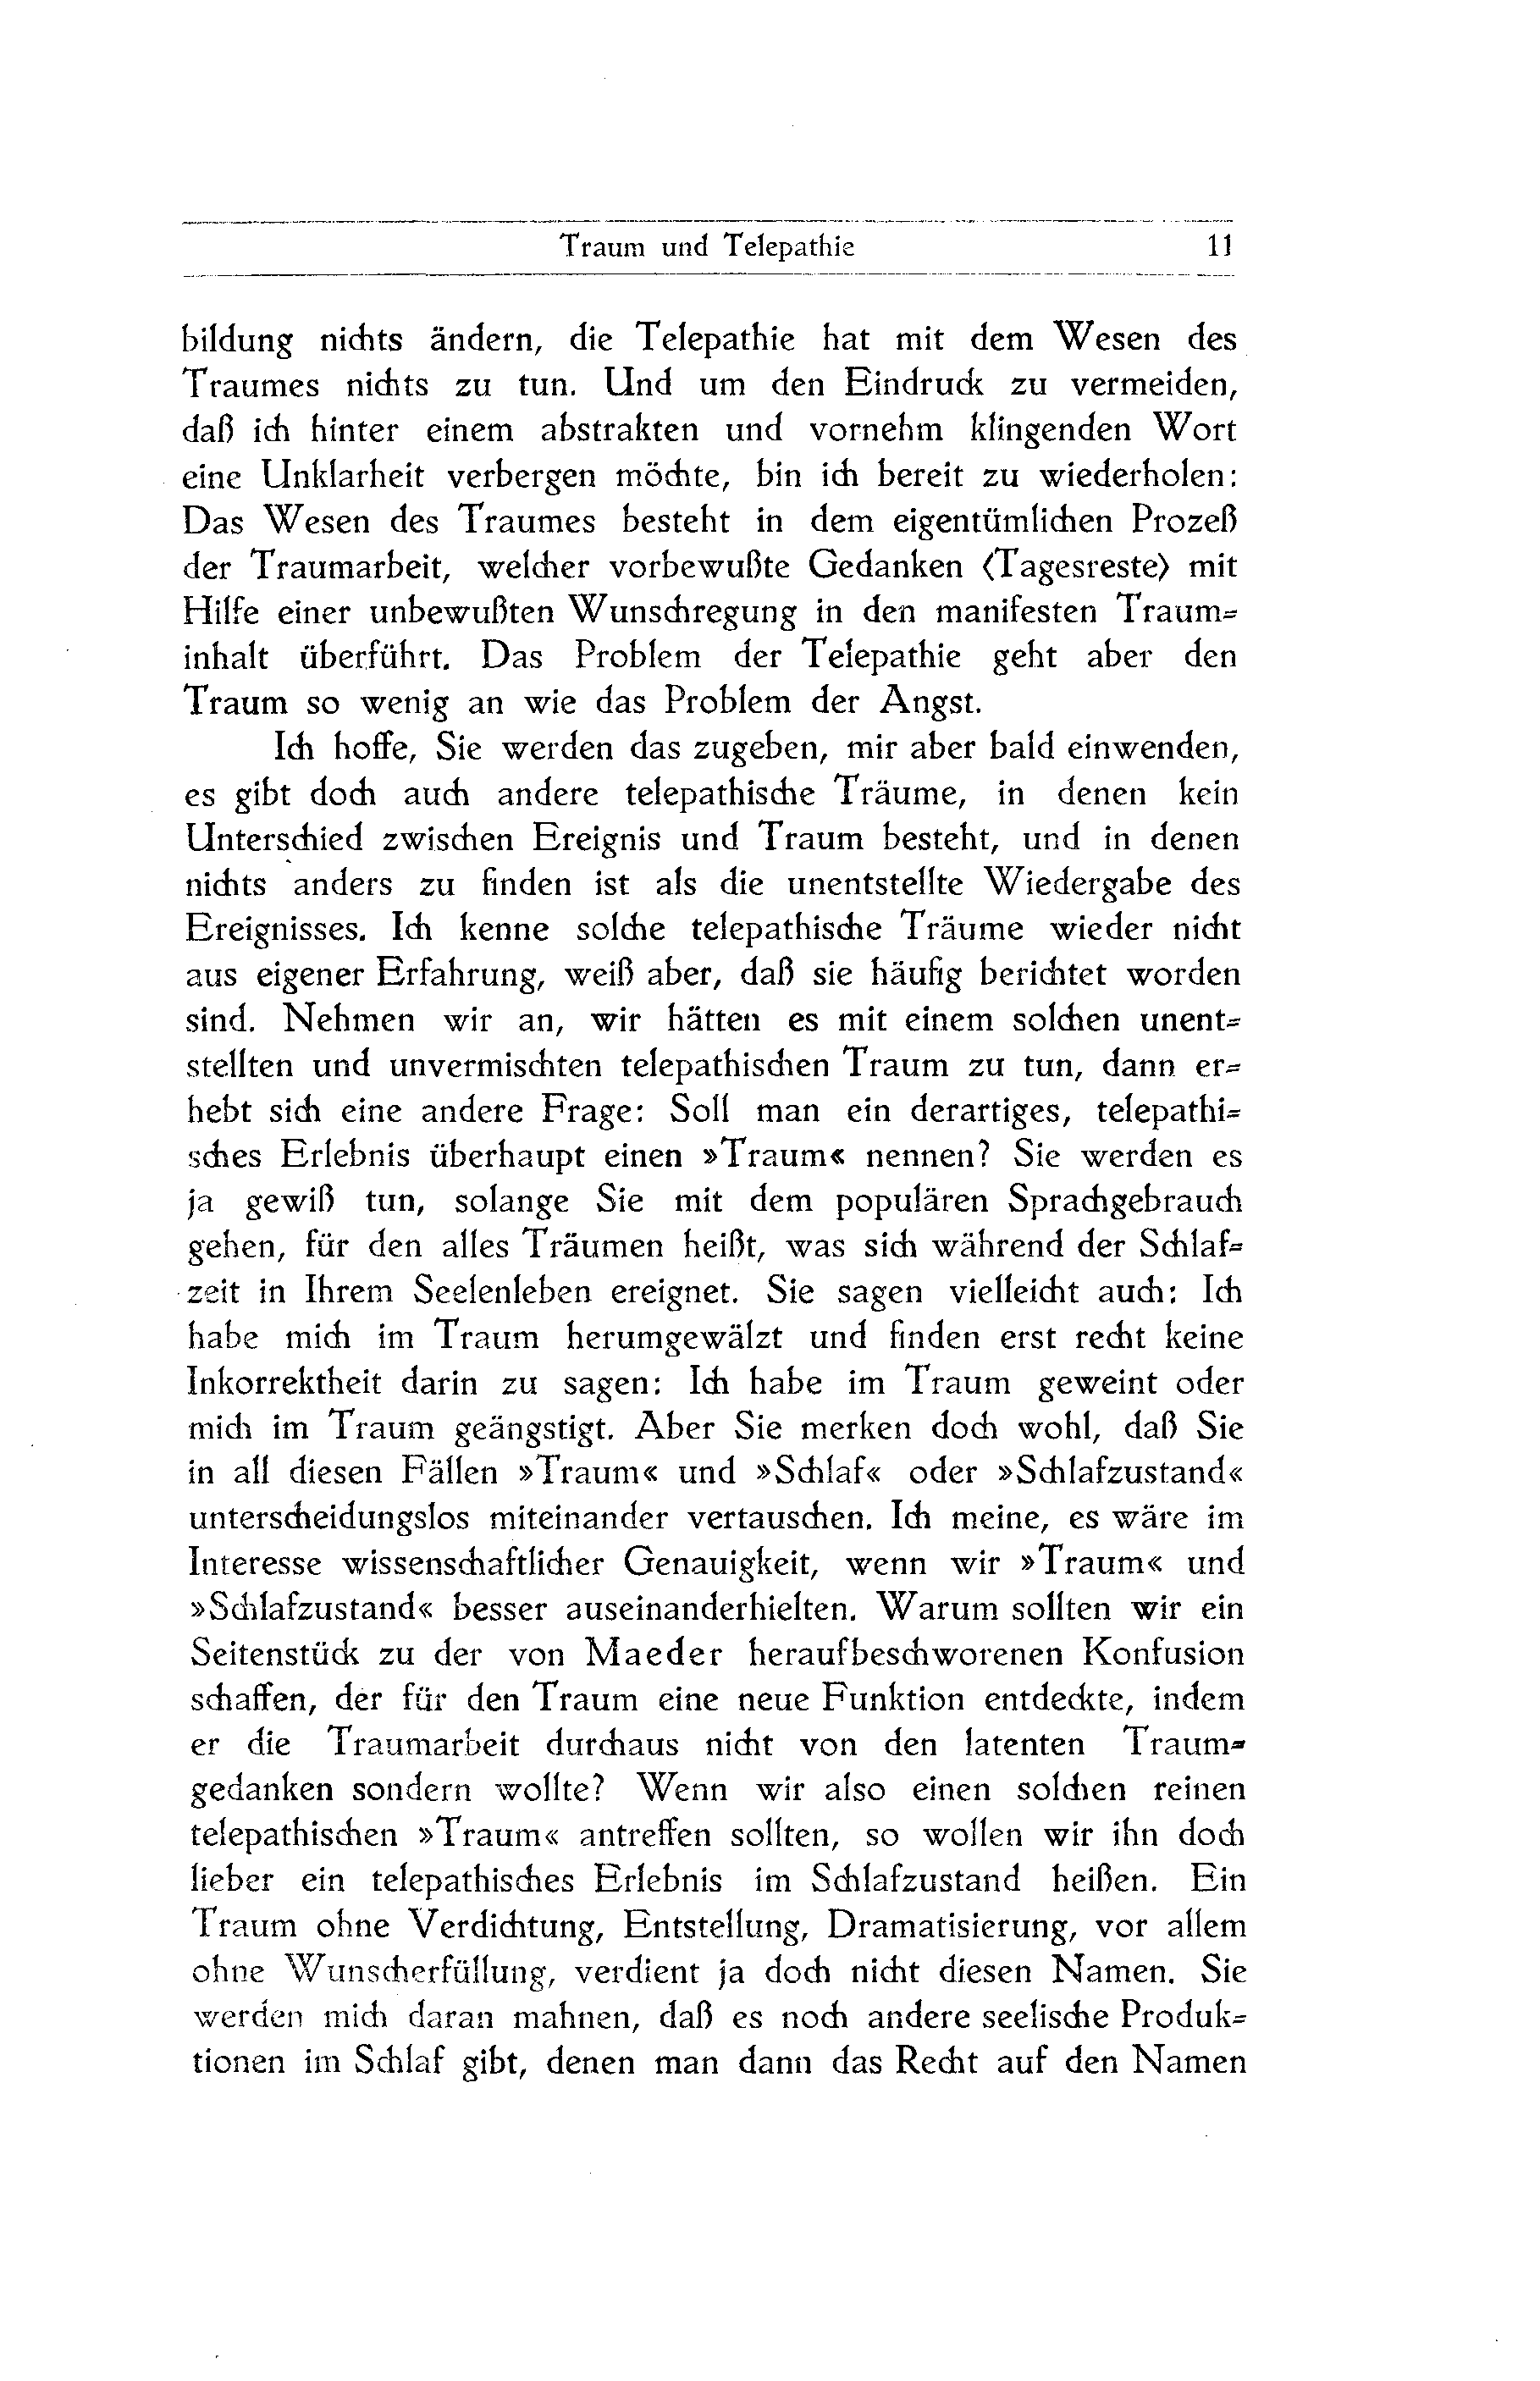 Traum und Telepathie 11
bildung nichts ändern, die Telepathie hat mit dem Wesen des
Traumes nichts zu tun. Und um den Eindruck zu vermeiden,
daß ich hinter einem abstrakten und vornehm klingenden Wort
eine Unklarheit verbergen möchte, bin ich bereit zu wiederholen:
Das Wesen des Traumes besteht in dem eigentümlichen Prozeß
der Traumarbeit, welcher vorbewußte Gedanken ⟨Tagesreste⟩ mit
Hilfe einer unbewußten Wunschregung in den manifesten Traum=
inhalt überführt. Das Problem der Telepathie geht aber den
Traum so wenig an wie das Problem der Angst.
Ich hoffe, Sie werden das zugeben, mir aber bald einwenden,
es gibt doch auch andere telepathische Träume, in denen kein
Unterschied zwischen Ereignis und Traum besteht, und in denen
nichts anders zu finden ist als die unentstellte Wiedergabe des
Ereignisses. Ich kenne solche telepathische Träume wieder nicht
aus eigener Erfahrung, weiß aber, daß sie häufig berichtet worden
sind. Nehmen wir an, wir hätten es mit einem solchen unent=
stellten und unvermischten telepathischen Traum zu tun, dann er=
hebt sich eine andere Frage: Soll man ein derartiges, telepathi=
sches Erlebnis überhaupt einen »Traum« nennen? Sie werden es
ja gewiß tun, solange Sie mit dem populären Sprachgebrauch
gehen, für den alles Träumen heißt, was sich während der Schlaf=
zeit in Ihrem Seelenleben ereignet. Sie sagen vielleicht auch: Ich
habe mich im Traum herumgewälzt und finden erst recht keine
Inkorrektheit darin zu sagen: Ich habe im Traum geweint oder
mich im Traum geängstigt. Aber Sie merken doch wohl, daß Sie
in all diesen Fällen »Traum« und »Schlaf« oder »Schlafzustand«
unterscheidungslos miteinander vertauschen. Ich meine, es wäre im
Interesse wissenschaftlicher Genauigkeit, wenn wir »Traum« und
»Schlafzustand« besser auseinanderhielten. Warum sollten wir ein
Seitenstück zu der von Maeder heraufbeschworenen Konfusion
schaffen, der für den Traum eine neue Funktion entdeckte, indem
er die Traumarbeit durchaus nicht von den latenten Traum=
gedanken sondern wollte? Wenn wir also einen solchen reinen
telepathischen »Traum« antreffen sollten, so wollen wir ihn doch
lieber ein telepathisches Erlebnis im Schlafzustand heißen. Ein
Traum ohne Verdichtung, Entstellung, Dramatisierung, vor allem
ohne Wunscherfüllung, verdient ja doch nicht diesen Namen. Sie
werden mich daran mahnen, daß es noch andere seelische Produk=
tionen im Schlaf gibt, denen man dann das Recht auf den Namen